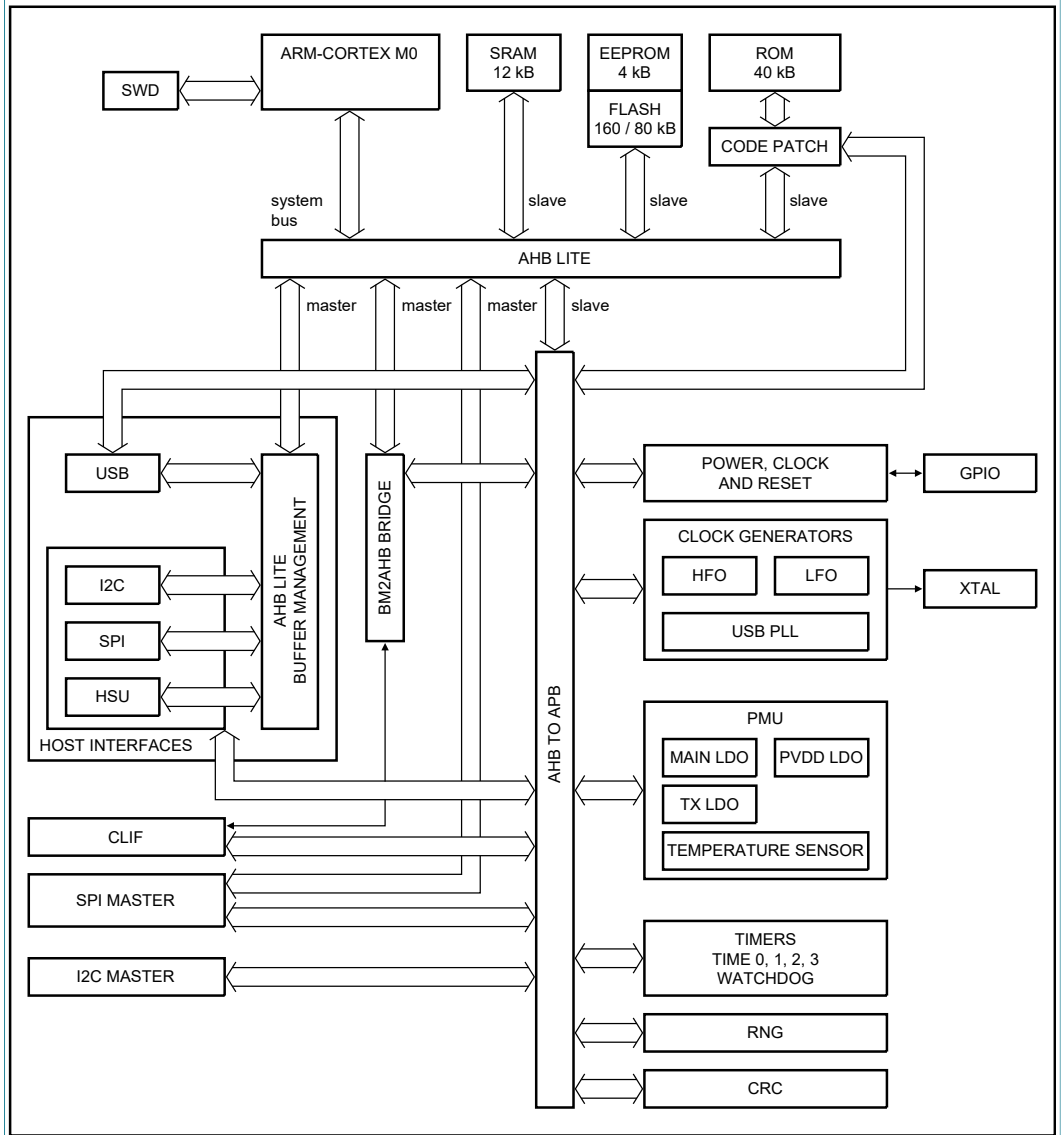 ARM-CORTEX M0
SRAM
12 kB
EEPROM
4 kB
ROM
40 kB
SWD
FLASH
160 / 80 kB
CODE PATCH
system
bus
slave
slave
slave
AHB LITE
master
master
master
slave
USB
AHB LITE
BUFFER MANAGEMENT
BM2AHB BRIDGE
POWER, CLOCK
AND RESET
GPIO
CLOCK GENERATORS
HFO
LFO
USB PLL
XTAL
I2C
SPI
HSU
HOST INTERFACES
AHB TO APB
PMU
MAIN LDO
PVDD LDO
TX LDO
TEMPERATURE SENSOR
CLIF
SPI MASTER
I2C MASTER
TIMERS
TIME 0, 1, 2, 3
WATCHDOG
RNG
CRC